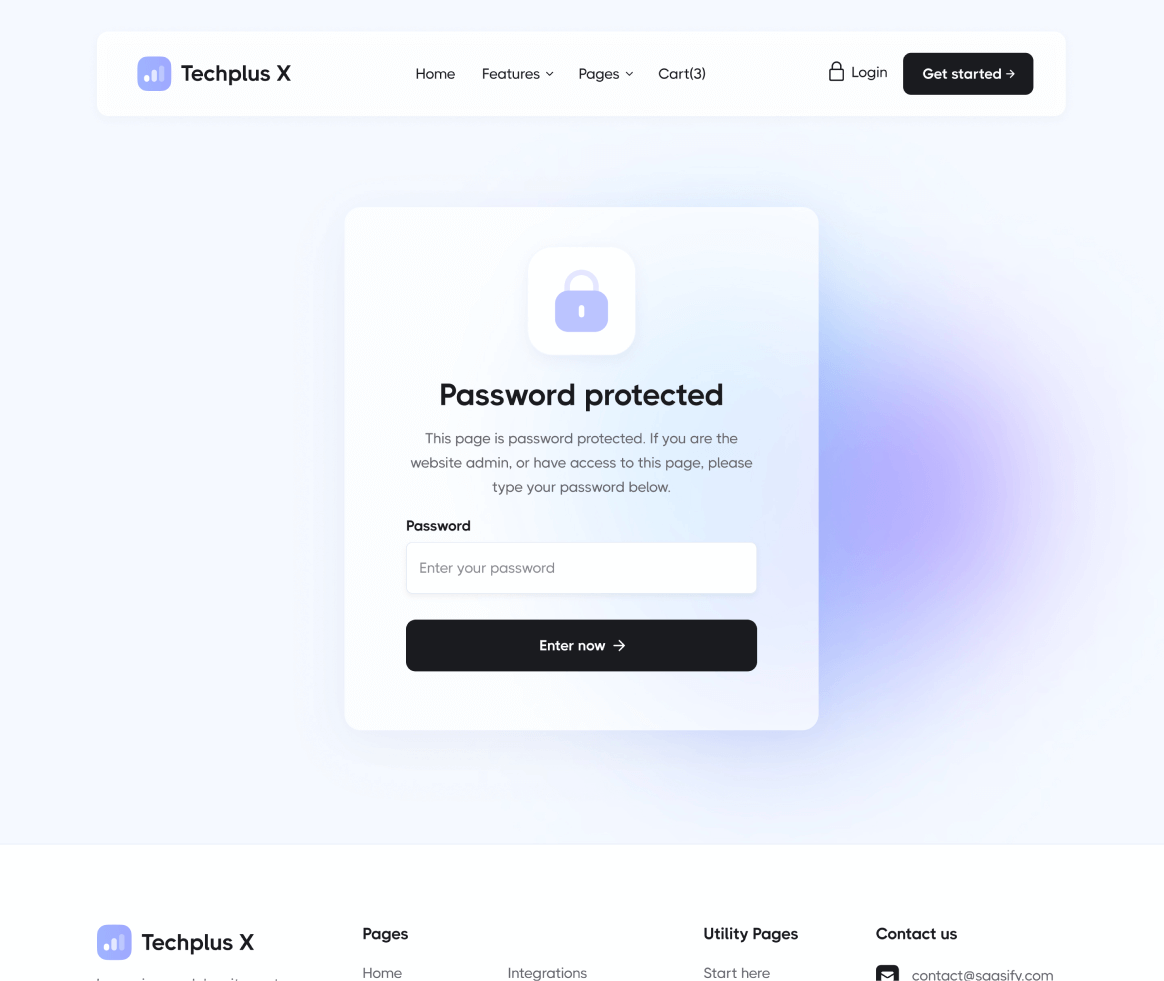 Techplus X
Home Features Pages Cart(3)
Login
Get started →
Password protected
This page is password protected. If you are the
website admin, or have access to this page, please
type your password below.
Password
Enter your password
Enter now →
Techplus X
Pages
Home Integrations
Utility Pages
Start here
Contact us
contact@saasify.com